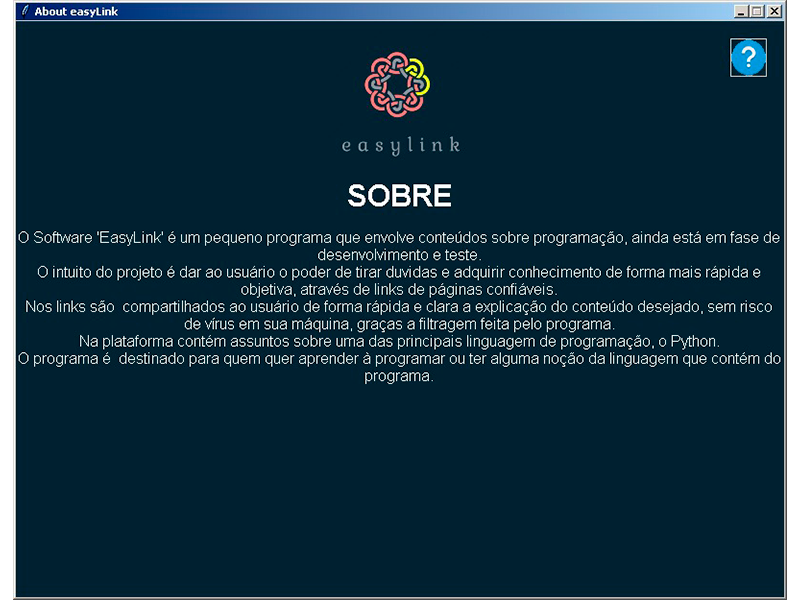 About easyLink
?
easylink
SOBRE
O Software 'EasyLink' é um pequeno programa que envolve conteúdos sobre programação, ainda está em fase de
desenvolvimento e teste.
O intuito do projeto é dar ao usuário o poder de tirar duvidas e adquirir conhecimento de forma mais rápida e
objetiva, através de links de páginas confiáveis.
Nos links são  compartilhados ao usuário de forma rápida e clara a explicação do conteúdo desejado, sem risco
de vírus em sua máquina, graças a filtragem feita pelo programa.
Na plataforma contém assuntos sobre uma das principais linguagem de programação, o Python.
O programa é  destinado para quem quer aprender à programar ou ter alguma noção da linguagem que contém do
programa.